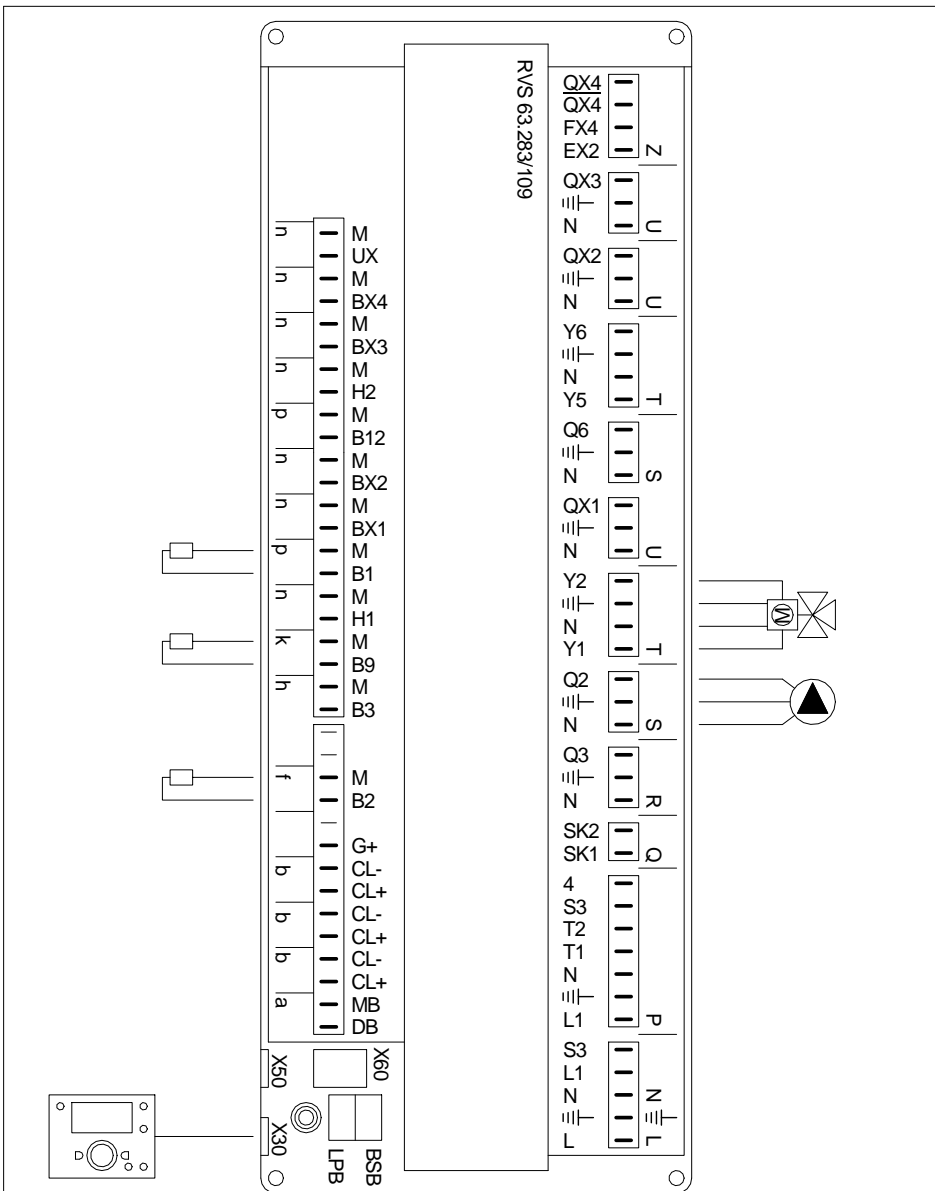 RVS 63.283/109
QX4
QX4
FX4
EX2
Z
QX3
N
U
QX2
N
U
Y6
N
Y5
T
Q6
N
S
QX1
N
U
Y2
N
Y1
T
M
Q2
N
S
Q3
N
R
SK2
SK1
Q
4
S3
T2
T1
N
L1
P
S3
L1
N
L
N
L
n
M
UX
n
M
BX4
n
M
BX3
n
M
H2
p
M
B12
n
M
BX2
n
M
BX1
p
M
B1
n
M
H1
k
M
B9
h
M
B3
f
M
B2
G+
b
CL-
CL+
b
CL-
CL+
b
CL-
CL+
a
MB
DB
X50
X60
X30
LPB
BSB